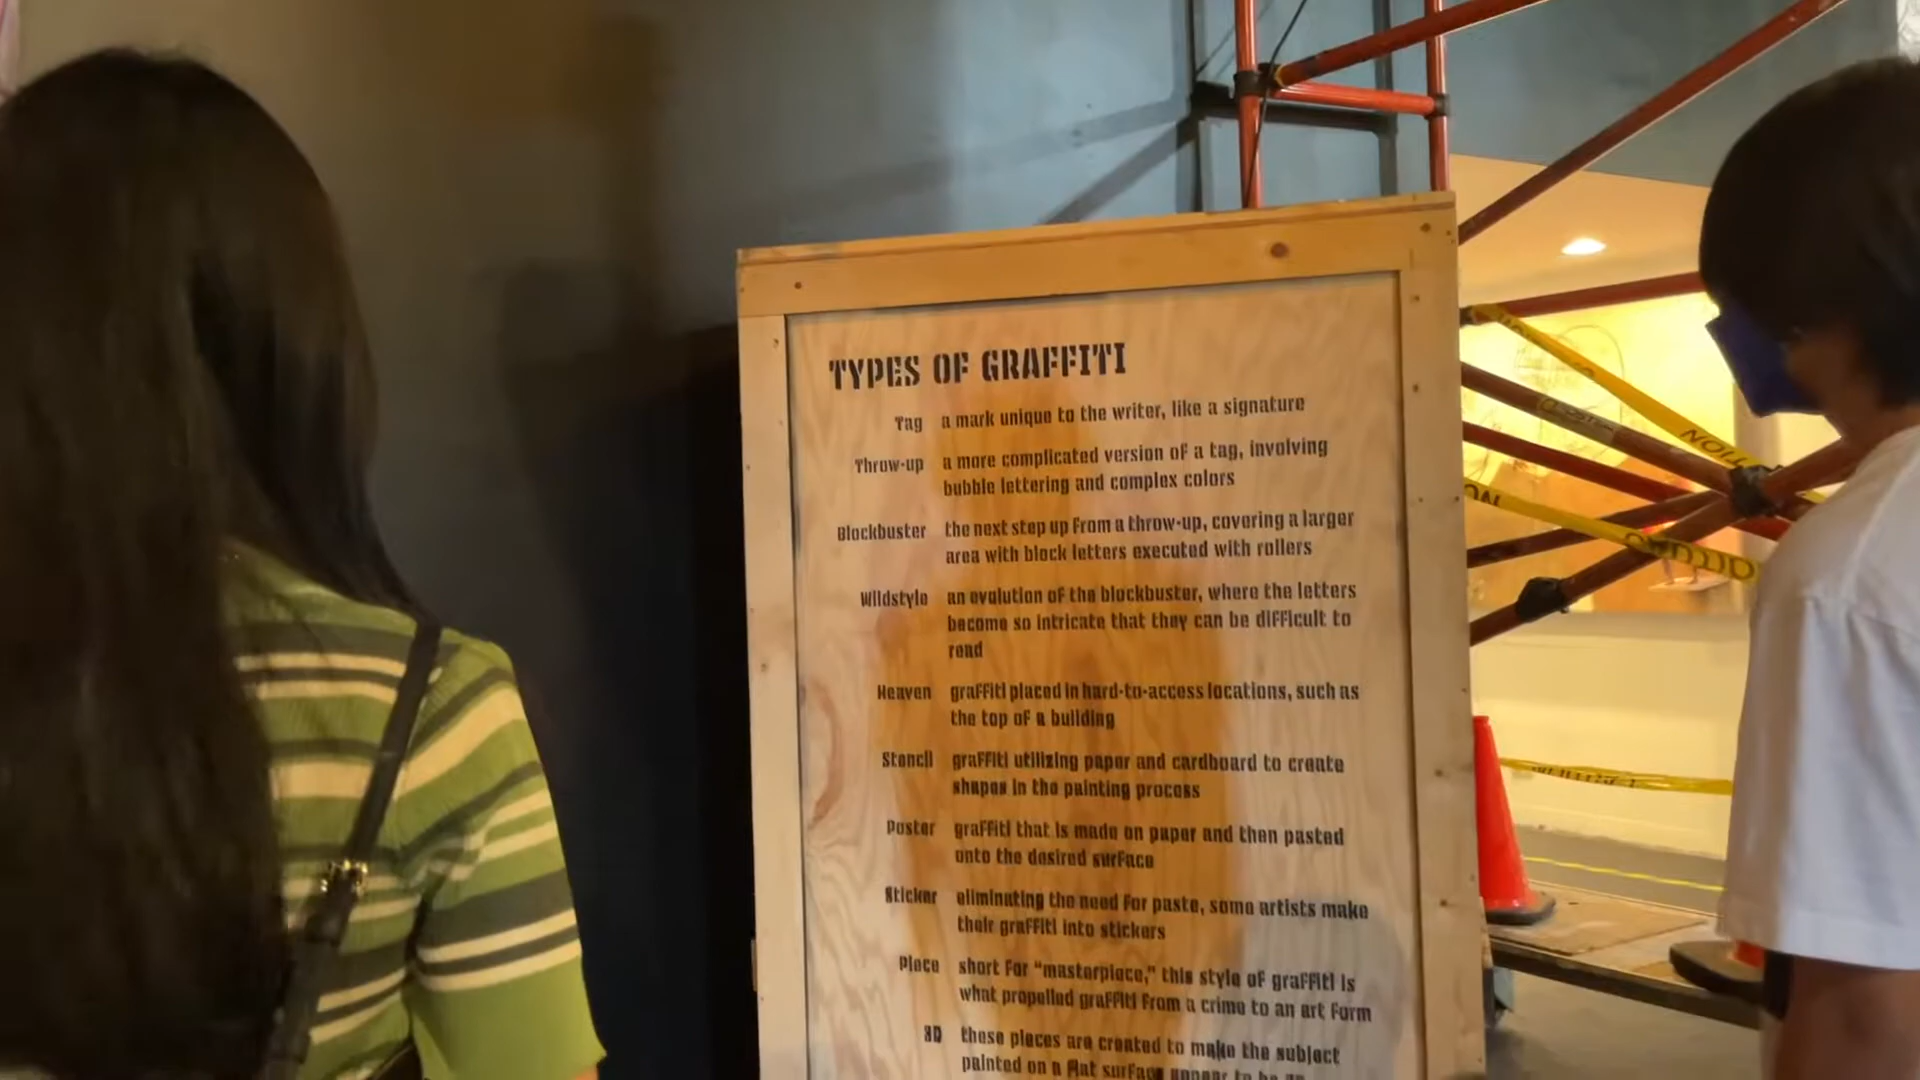 TYPES OF GRAFFITI
Tag a mark unique to the writer, like a signature
Throw-up a more complicated version of a tag, involving
bubble lettering and complex colors
Blockbuster the next step up from a throw-up, covering a larger
area with block letters executed with rollers
Wildstyle an evolution of the blockbuster, where the letters
become so intricate that they can be difficult to
read
Heaven graffiti placed in hard-to-access locations, such as
the top of a building
Stencil graffiti utilizing paper and cardboard to create
shapes in the painting process
Poster graffiti that is made on paper and then pasted
onto the desired surface
Sticker eliminating the need for paste, some artists make
their graffiti into stickers
Piece short for "masterpiece," this style of graffiti is
what propelled graffiti from a crime to an art form
3D these pieces are created to make the subject
painted on a flat surface appear to be 3D